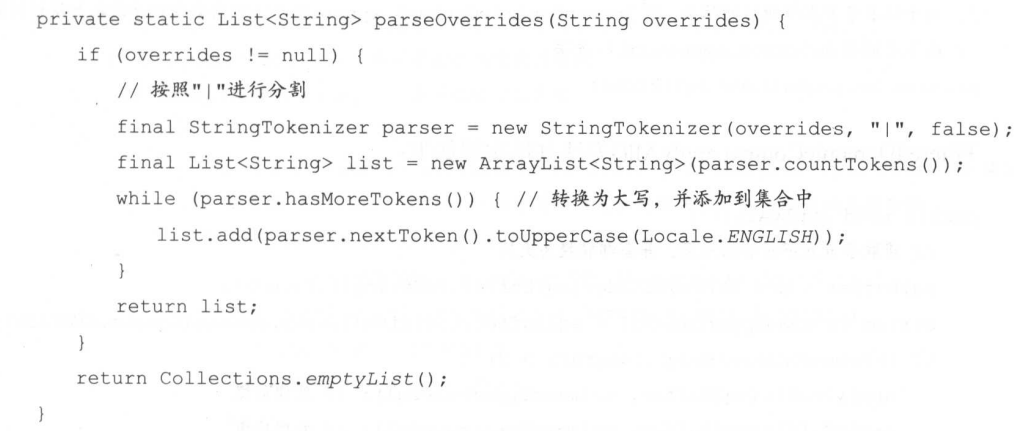 private static List<String> parseOverrides(String overrides) {
if (overrides != null) {
// 按照"|"进行分割
final StringTokenizer parser = new StringTokenizer(overrides, "|", false);
final List<String> list = new ArrayList<String>(parser.countTokens());
while (parser.hasMoreTokens()) { // 转换为大写，并添加到集合中
list.add(parser.nextToken().toUpperCase(Locale.ENGLISH));
}
return list;
}
return Collections.emptyList();
}